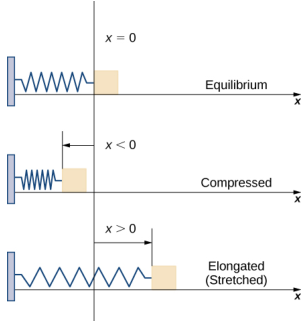 x = 0
Equilibrium
x
x < 0
Compressed
x
x > 0
Elongated
(Stretched)
x